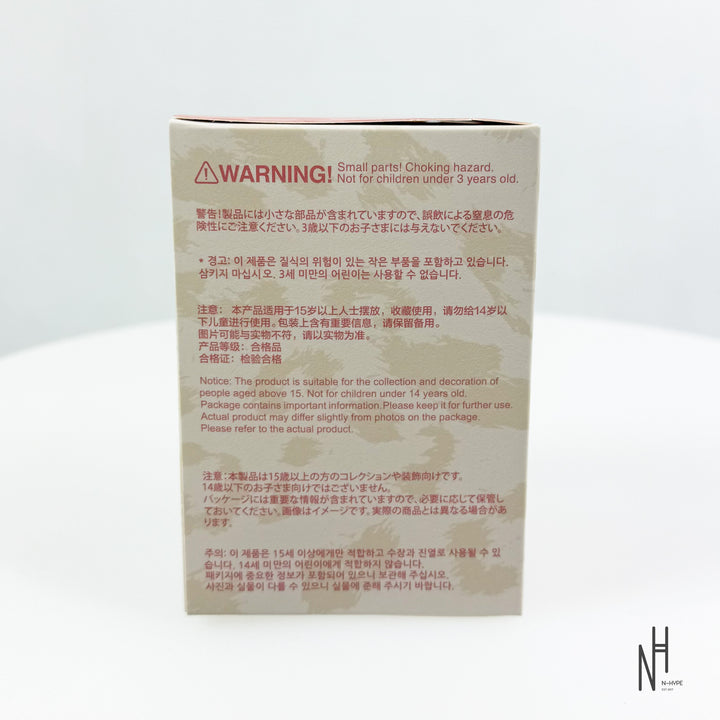 ⚠WARNING! Small parts! Choking hazard.
Not for children under 3 years old.
警告!製品には小さな部品が含まれていますので、誤飲による窒息の危
険性にご注意ください。3歳以下のお子さまには与えないでください。
* 경고: 이 제품은 질식의 위험이 있는 작은 부품을 포함하고 있습니다.
삼키지 마십시오. 3세 미만의 어린이는 사용할 수 없습니다.
注意: 本产品适用于15岁以上人士摆放，收藏使用，请勿给14岁以
下儿童进行使用。包装上含有重要信息，请保留备用。
图片可能与实物不符，请以实物为准。
产品等级：合格品
合格证：检验合格
Notice: The product is suitable for the collection and decoration of
people aged above 15. Not for children under 14 years old.
Package contains important information.Please keep it for further use.
Actual product may differ slightly from photos on the package.
Please refer to the actual product.
注意:本製品は15歳以上の方のコレクションや装飾向けです。
14歳以下のお子さま向けではございません。
パッケージには重要な情報が含まれていますので、必要に応じて保管し
ておいてください。画像はイメージです。実際の商品とは異なる場合があ
ります。
주의: 이 제품은 15세 이상에게만 적합하고 수장과 진열로 사용될 수 있
습니다. 14세 미만의 어린이에게 적합하지 않습니다.
패키지에 중요한 정보가 포함되어 있으니 보관해 주십시오.
사진과 실물이 다를 수 있으니 실물에 준해 주시기 바랍니다.
NH
N-HYPE